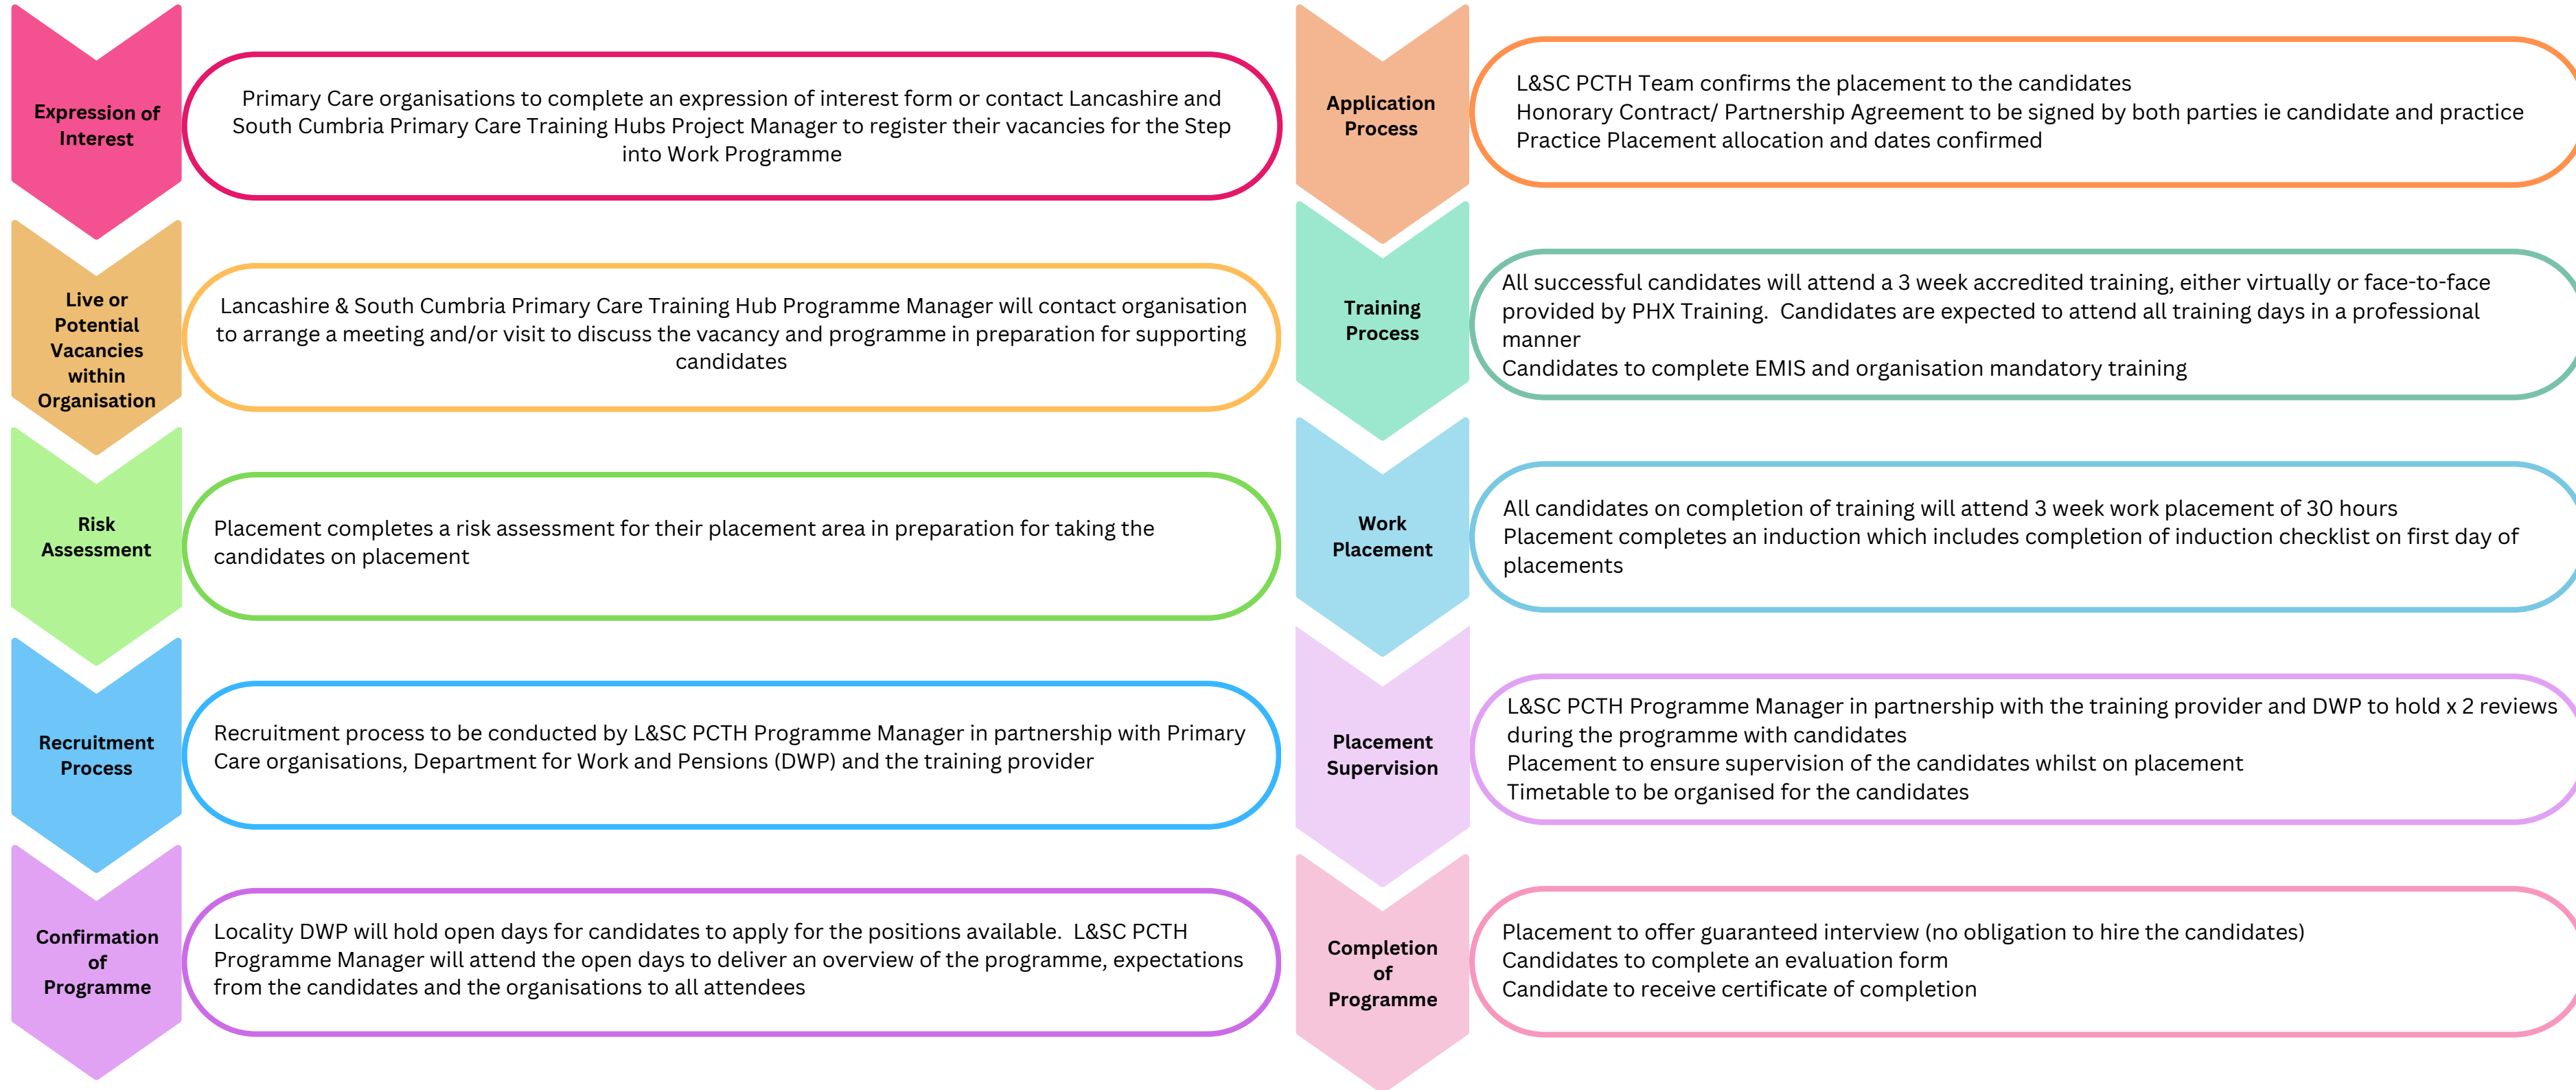 Expression of
Interest
Primary Care organisations to complete an expression of interest form or contact Lancashire and
South Cumbria Primary Care Training Hubs Project Manager to register their vacancies for the Step
into Work Programme
Live or
Potential
Vacancies
within
Organisation
Lancashire & South Cumbria Primary Care Training Hub Programme Manager will contact organisation
to arrange a meeting and/or visit to discuss the vacancy and programme in preparation for supporting
candidates
Risk
Assessment
Placement completes a risk assessment for their placement area in preparation for taking the
candidates on placement
Recruitment
Process
Recruitment process to be conducted by L&SC PCTH Programme Manager in partnership with Primary
Care organisations, Department for Work and Pensions (DWP) and the training provider
Confirmation
of
Programme
Locality DWP will hold open days for candidates to apply for the positions available.  L&SC PCTH
Programme Manager will attend the open days to deliver an overview of the programme, expectations
from the candidates and the organisations to all attendees
Application
Process
L&SC PCTH Team confirms the placement to the candidates
Honorary Contract/ Partnership Agreement to be signed by both parties ie candidate and practice
Practice Placement allocation and dates confirmed
Training
Process
All successful candidates will attend a 3 week accredited training, either virtually or face-to-face
provided by PHX Training.  Candidates are expected to attend all training days in a professional
manner
Candidates to complete EMIS and organisation mandatory training
Work
Placement
All candidates on completion of training will attend 3 week work placement of 30 hours
Placement completes an induction which includes completion of induction checklist on first day of
placements
Placement
Supervision
L&SC PCTH Programme Manager in partnership with the training provider and DWP to hold x 2 reviews
during the programme with candidates
Placement to ensure supervision of the candidates whilst on placement
Timetable to be organised for the candidates
Completion
of
Programme
Placement to offer guaranteed interview (no obligation to hire the candidates)
Candidates to complete an evaluation form
Candidate to receive certificate of completion